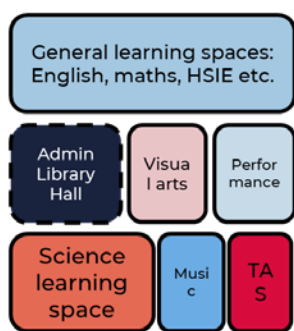 General learning spaces:
English, maths, HSIE etc.
Admin
Library
Hall
Visua
l arts
Perfor
mance
Science
learning
space
Musi
c
TA
S